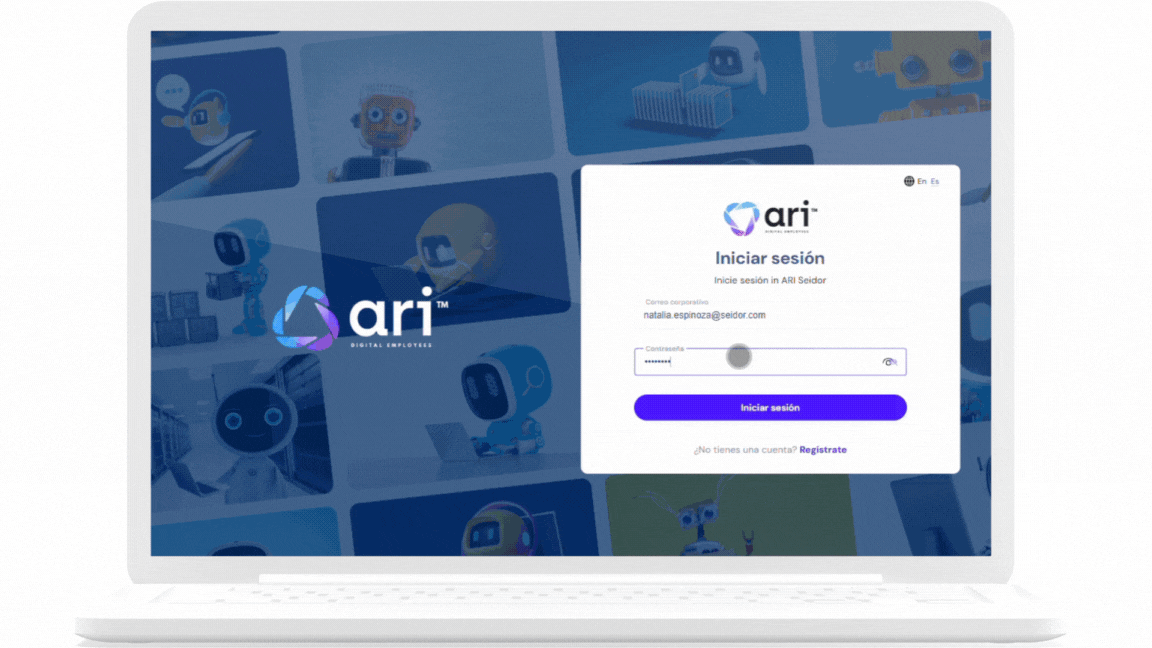 ari™
DIGITAL EMPLOYEES
En Es
ari™
DIGITAL EMPLOYEES
Iniciar sesión
Inicie sesión in ARI Seidor
Correo corporativo
natalia.espinoza@seidor.com
Contraseña
••••••••
Iniciar sesión
¿No tienes una cuenta? Regístrate